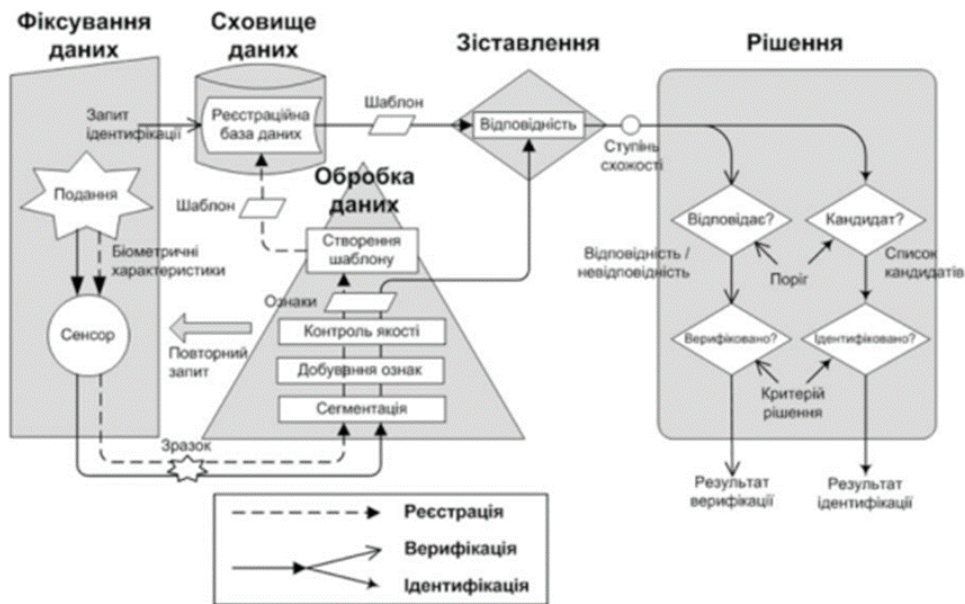 Фіксування
даних
Сховище
даних
Зіставлення
Рішення
Запит
ідентифікації
Реєстраційна
база даних
Шаблон
Відповідність
Ступінь
схожості
Подання
Шаблон
Обробка
даних
Створення
шаблону
Біометричні
характеристики
Ознаки
Сенсор
Повторний
запит
Контроль якості
Добування ознак
Сегментація
Зразок
Відповідає?
Кандидат?
Відповідність /
невідповідність
Поріг
Список
кандидатів
Верифіковано?
Ідентифіковано?
Критерій
рішення
Результат
верифікації
Результат
ідентифікації
Реєстрація
Верифікація
Ідентифікація